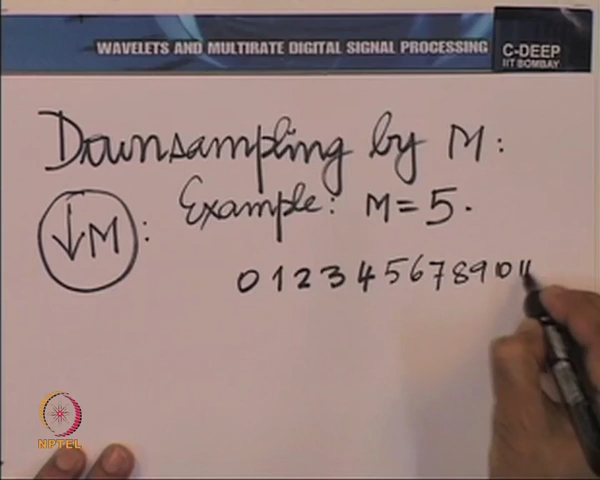 WAVELETS AND MULTIRATE DIGITAL SIGNAL PROCESSING
C-DEEP
IIT BOMBAY
Downsampling by M:
↓M : Example: M = 5.
0 1 2 3 4 5 6 7 8 9 10 11
NPTEL